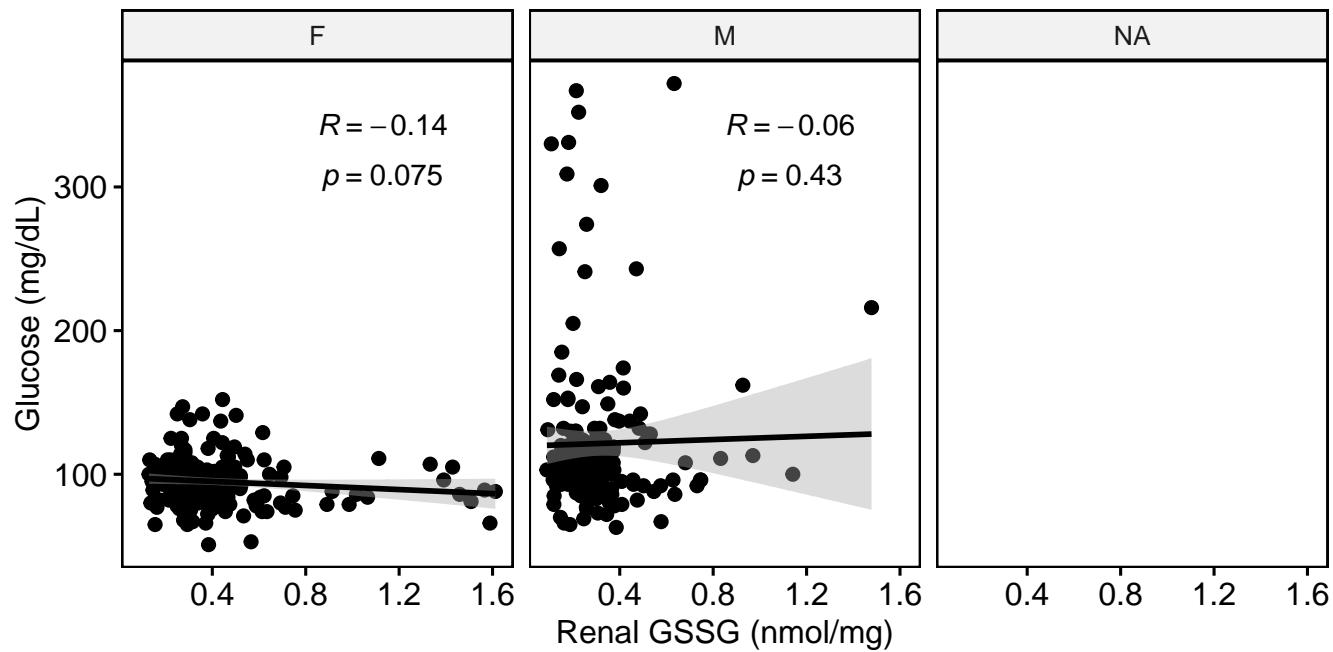 F
M
NA
R = −0.14
p = 0.075
R = −0.06
p = 0.43
Glucose (mg/dL)
300
200
100
0.4 0.8 1.2 1.6
0.4 0.8 1.2 1.6
0.4 0.8 1.2 1.6
Renal GSSG (nmol/mg)